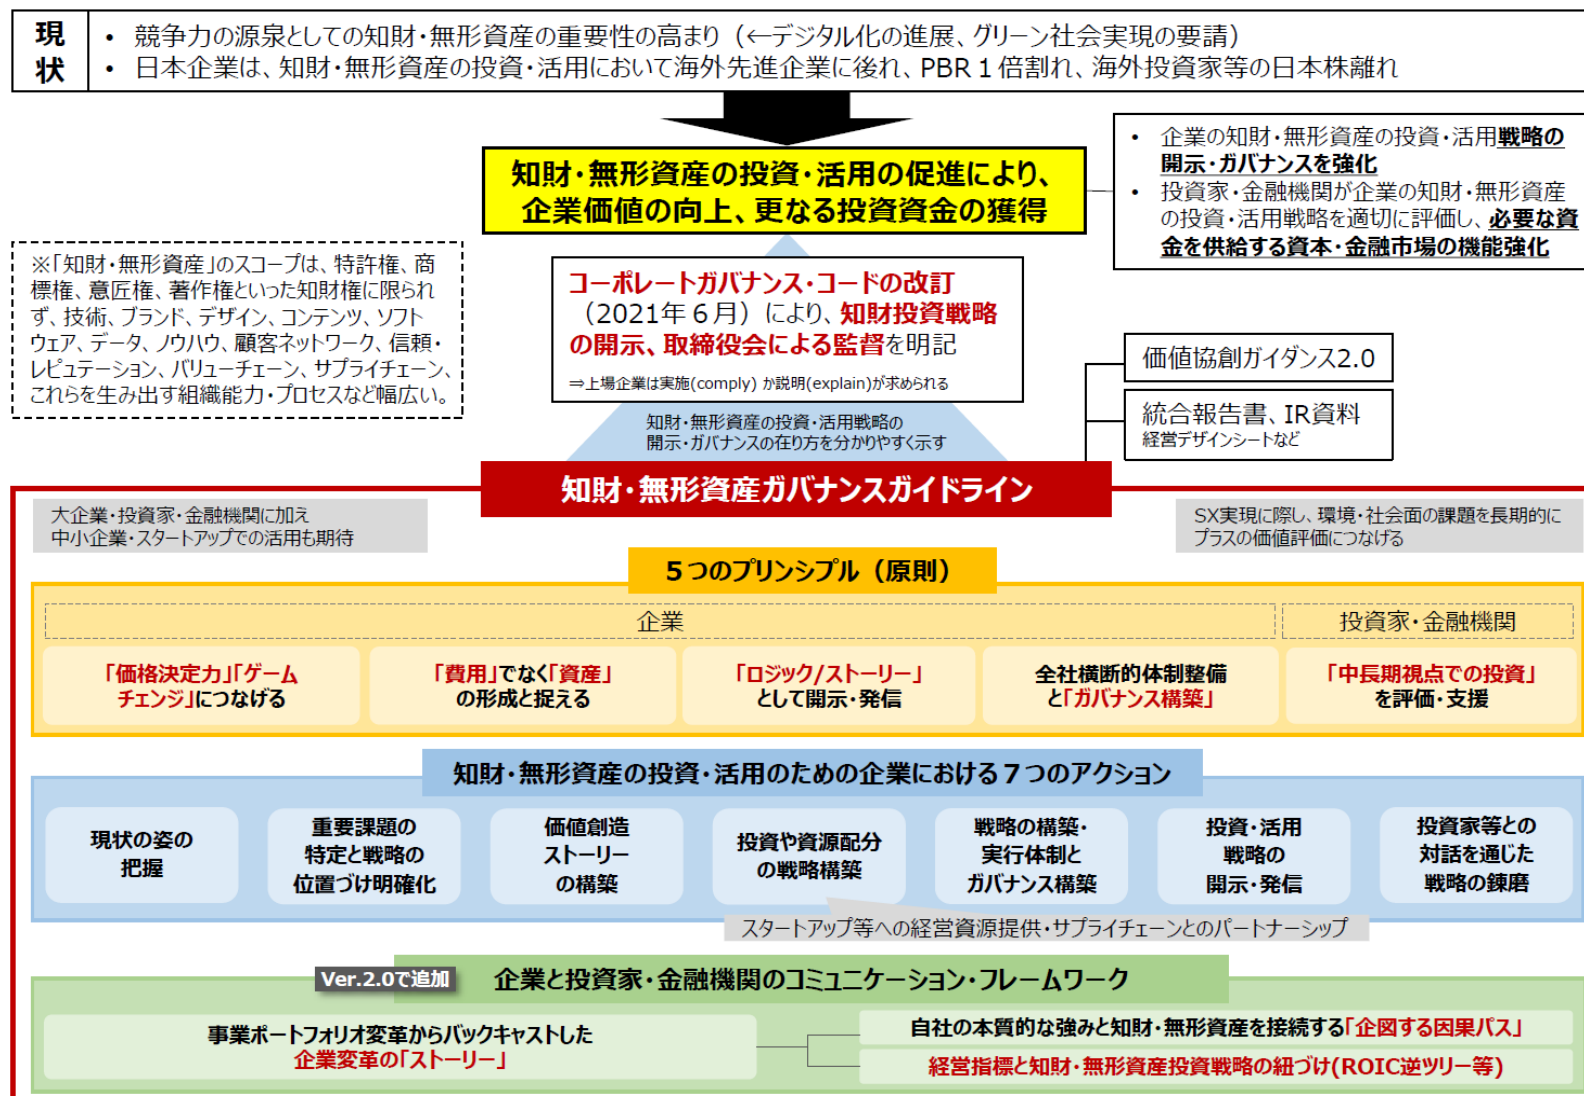 現
状
• 競争力の源泉としての知財・無形資産の重要性の高まり（←デジタル化の進展、グリーン社会実現の要請）
• 日本企業は、知財・無形資産の投資・活用において海外先進企業に後れ、PBR１倍割れ、海外投資家等の日本株離れ
知財・無形資産の投資・活用の促進により、
企業価値の向上、更なる投資資金の獲得
• 企業の知財・無形資産の投資・活用戦略の
開示・ガバナンスを強化
• 投資家・金融機関が企業の知財・無形資産
の投資・活用戦略を適切に評価し、必要な資
金を供給する資本・金融市場の機能強化
※「知財・無形資産」のスコープは、特許権、商
標権、意匠権、著作権といった知財権に限られ
ず、技術、ブランド、デザイン、コンテンツ、ソフト
ウェア、データ、ノウハウ、顧客ネットワーク、信頼・
レピュテーション、バリューチェーン、サプライチェーン、
これらを生み出す組織能力・プロセスなど幅広い。
コーポレートガバナンス・コードの改訂
（2021年６月）により、知財投資戦略
の開示、取締役会による監督を明記
⇒上場企業は実施(comply) か説明(explain)が求められる
価値協創ガイダンス2.0
統合報告書、IR資料
経営デザインシートなど
知財・無形資産の投資・活用戦略の
開示・ガバナンスの在り方を分かりやすく示す
知財・無形資産ガバナンスガイドライン
大企業・投資家・金融機関に加え
中小企業・スタートアップでの活用も期待
SX実現に際し、環境・社会面の課題を長期的に
プラスの価値評価につなげる
５つのプリンシプル（原則）
企業
投資家・金融機関
「価格決定力」「ゲーム
チェンジ」につなげる
「費用」でなく「資産」
の形成と捉える
「ロジック/ストーリー」
として開示・発信
全社横断的体制整備
と「ガバナンス構築」
「中長期視点での投資」
を評価・支援
知財・無形資産の投資・活用のための企業における７つのアクション
現状の姿の
把握
重要課題の
特定と戦略の
位置づけ明確化
価値創造
ストーリー
の構築
投資や資源配分
の戦略構築
戦略の構築・
実行体制と
ガバナンス構築
投資・活用
戦略の
開示・発信
投資家等との
対話を通じた
戦略の錬磨
スタートアップ等への経営資源提供・サプライチェーンとのパートナーシップ
Ver.2.0で追加
企業と投資家・金融機関のコミュニケーション・フレームワーク
事業ポートフォリオ変革からバックキャストした
企業変革の「ストーリー」
自社の本質的な強みと知財・無形資産を接続する「企図する因果パス」
経営指標と知財・無形資産投資戦略の紐づけ(ROIC逆ツリー等)